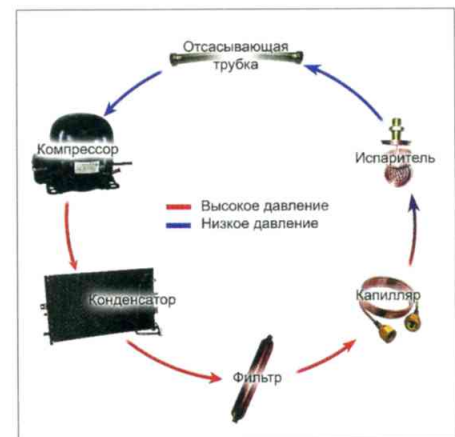 Отсасывающая
трубка
Компрессор
Испаритель
Высокое давление
Низкое давление
Конденсатор
Капилляр
Фильтр